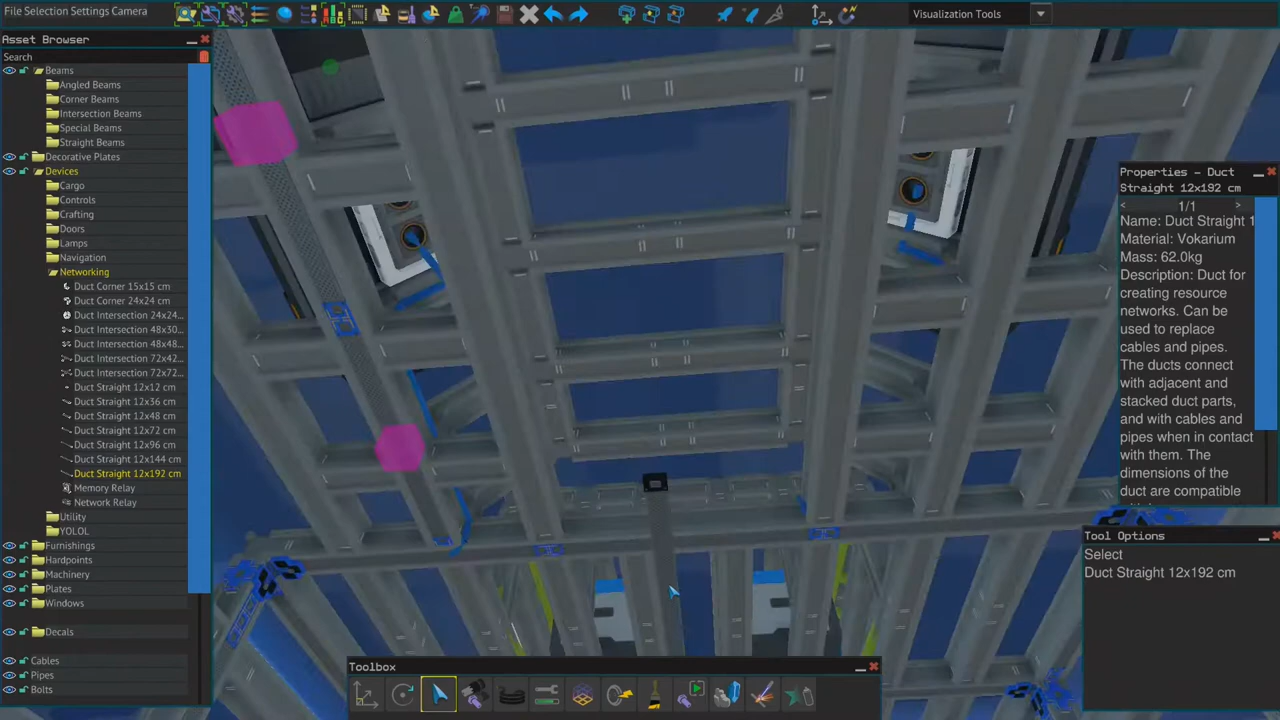 File Selection Settings Camera
Visualization Tools
Asset Browser
Search
Beams
Angled Beams
Corner Beams
Intersection Beams
Special Beams
Straight Beams
Decorative Plates
Devices
Cargo
Controls
Crafting
Doors
Lamps
Navigation
Networking
Duct Corner 15x15 cm
Duct Corner 24x24 cm
Duct Intersection 24x24...
Duct Intersection 48x30...
Duct Intersection 48x48...
Duct Intersection 72x42...
Duct Intersection 72x72...
Duct Straight 12x12 cm
Duct Straight 12x36 cm
Duct Straight 12x48 cm
Duct Straight 12x72 cm
Duct Straight 12x96 cm
Duct Straight 12x144 cm
Duct Straight 12x192 cm
Memory Relay
Network Relay
Utility
YOLOL
Furnishings
Hardpoints
Machinery
Plates
Windows
Decals
Cables
Pipes
Bolts
Properties - Duct
Straight 12x192 cm
< 1/1 >
Name: Duct Straight 1
Material: Vokarium
Mass: 62.0kg
Description: Duct for
creating resource
networks. Can be
used to replace
cables and pipes.
The ducts connect
with adjacent and
stacked duct parts,
and with cables and
pipes when in contact
with them. The
dimensions of the
duct are compatible
Tool Options
Select
Duct Straight 12x192 cm
Toolbox